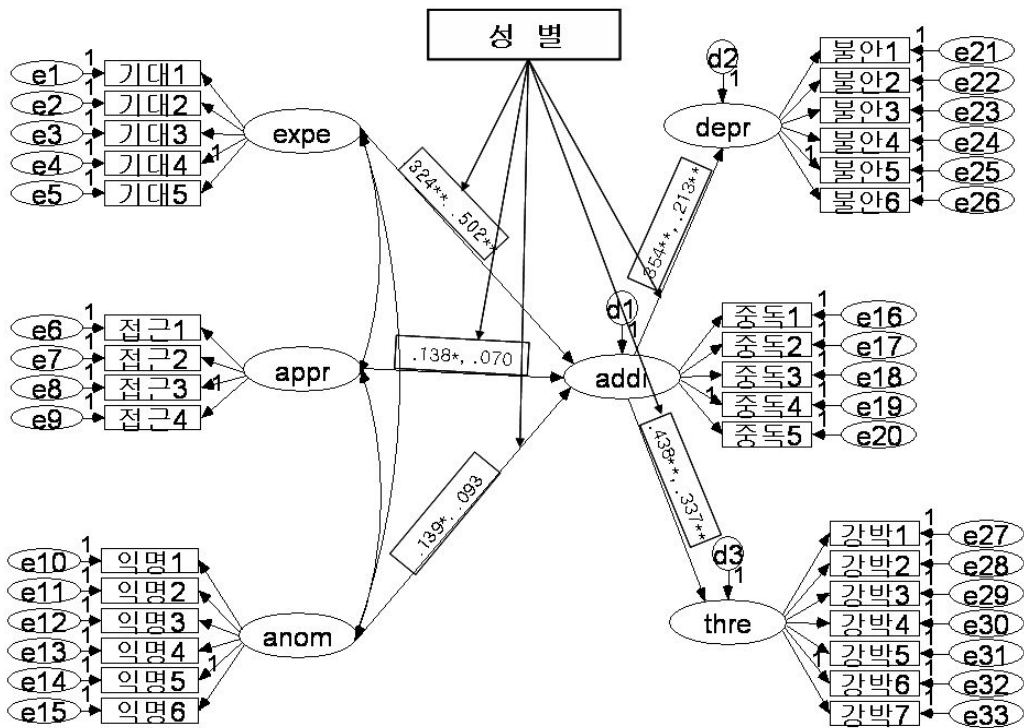 성 별
e1
1
기대1
e2
1
기대2
e3
1
기대3
e4
1
기대4
e5
1
기대5
1
expe
e6
1
접근1
e7
1
접근2
e8
1
접근3
e9
1
접근4
1
appr
e10
1
익명1
e11
1
익명2
e12
1
익명3
e13
1
익명4
e14
1
익명5
e15
1
익명6
1
anom
324**. .502**
.138*, .070
.139*. .093
d1
1
addi
354**, .213**
.438**, .337**
d2
1
depr
불안1
1
e21
불안2
1
e22
불안3
1
e23
불안4
1
e24
불안5
1
e25
불안6
1
e26
1
중독1
1
e16
중독2
1
e17
중독3
1
e18
중독4
1
e19
중독5
1
e20
1
d3
1
thre
강박1
1
e27
강박2
1
e28
강박3
1
e29
강박4
1
e30
강박5
1
e31
강박6
1
e32
강박7
1
e33
1